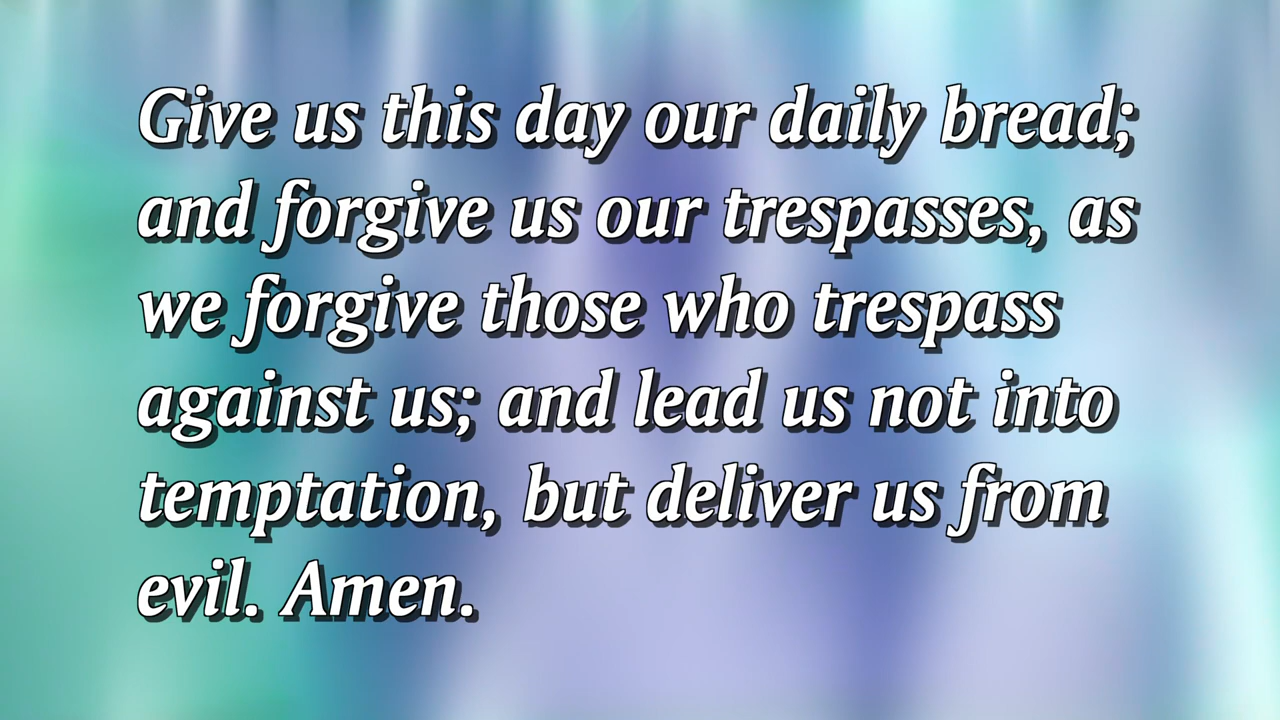 Give us this day our daily bread;
and forgive us our trespasses, as
we forgive those who trespass
against us; and lead us not into
temptation, but deliver us from
evil. Amen.